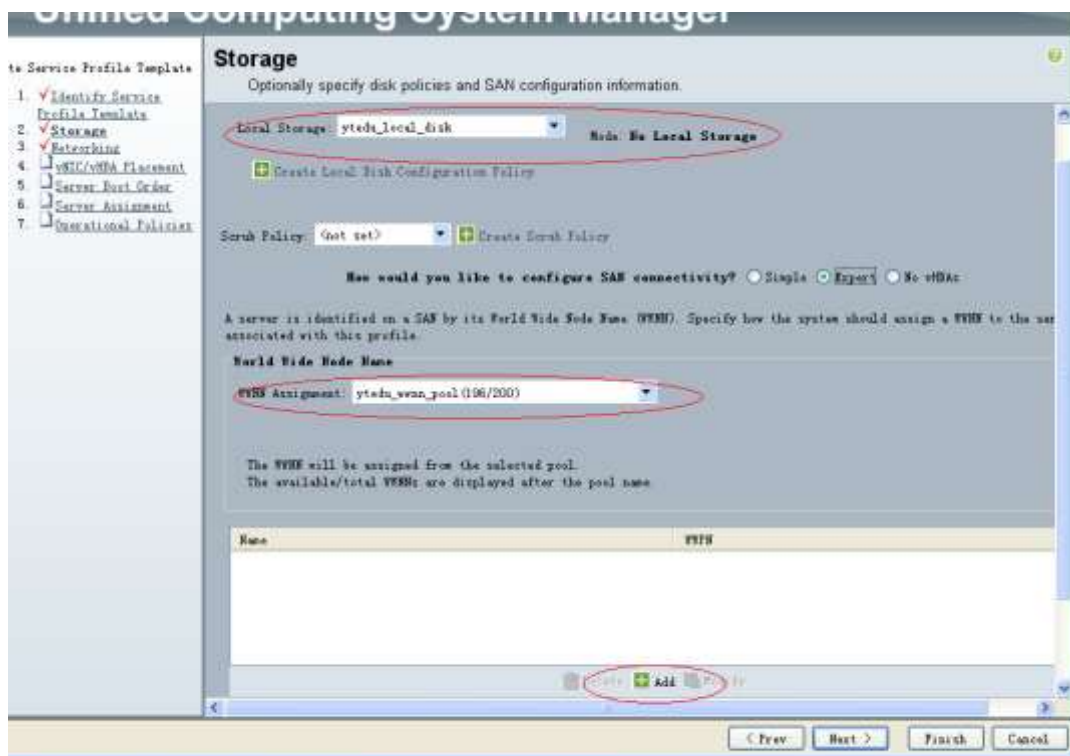 Unified Computing System Manager
te Service Profile Template
1. Identify Service
Profile Template
2. Storage
3. Networking
4. vNIC/vHBA Placement
5. Server Boot Order
6. Server Assignment
7. Operational Policies
Storage
Optionally specify disk policies and SAN configuration information.
Local Storage: ytedu_local_disk
Mode: No Local Storage
Create Local Disk Configuration Policy
Scrub Policy: <not set>
Create Scrub Policy
How would you like to configure SAN connectivity? Simple Expert No vHBAs
A server is identified on a SAN by its World Wide Node Name (WWNN). Specify how the system should assign a WWNN to the ser
associated with this profile.
World Wide Node Name
WWNN Assignment: ytedu_wwnn_pool(196/200)
The WWNN will be assigned from the selected pool.
The available/total WWNNs are displayed after the pool name.
Name WWPN
Delete Add Modify
< Prev Next > Finish Cancel